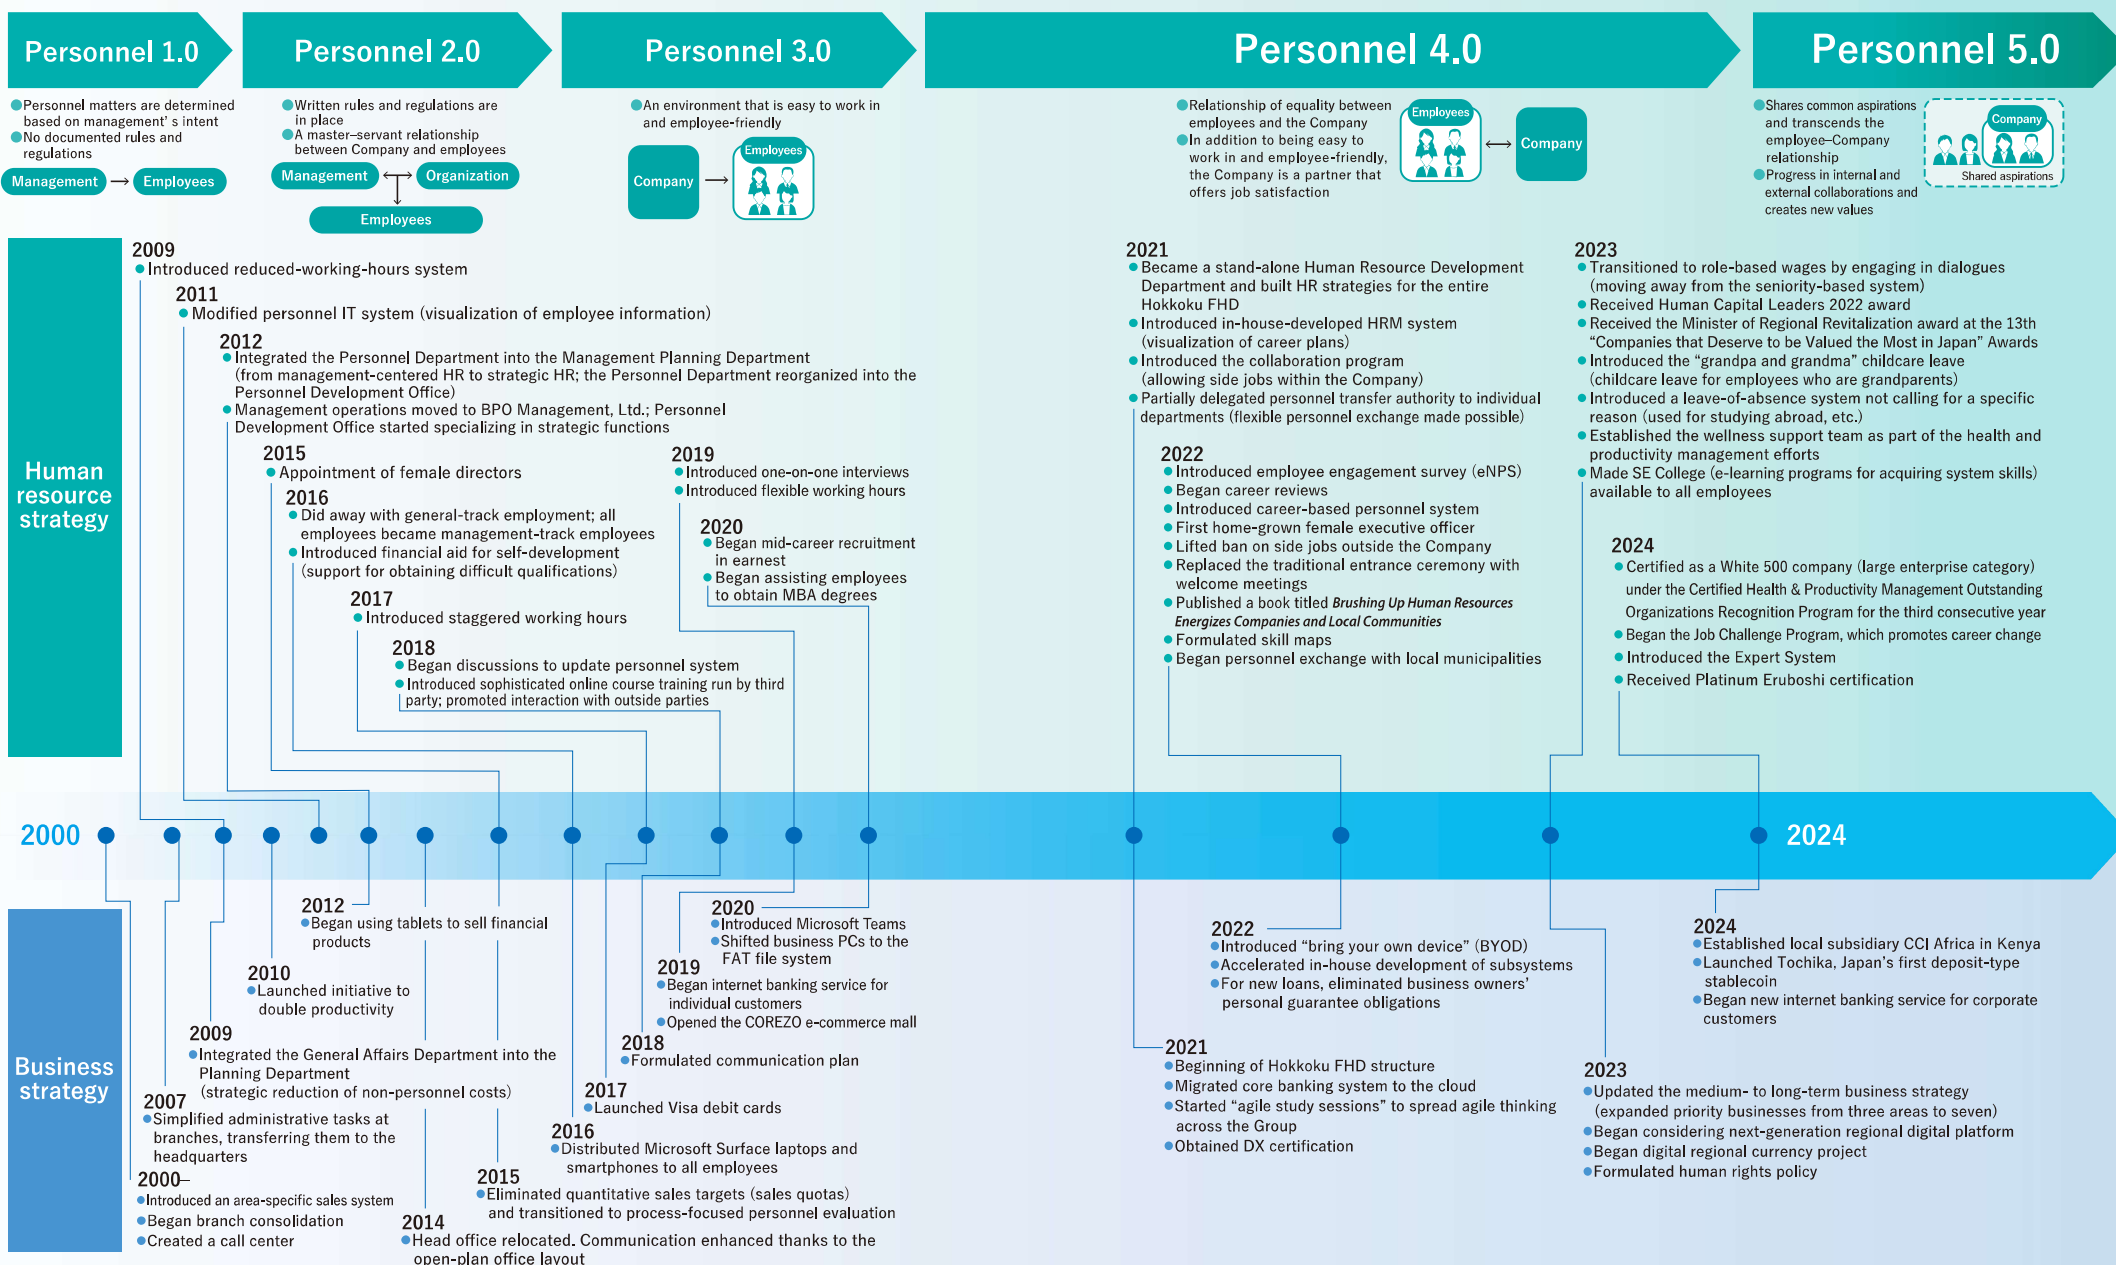 Personnel 1.0
Personnel 2.0
Personnel 3.0
Personnel 4.0
Personnel 5.0
Personnel matters are determined
based on management's intent
No documented rules and
regulations
Management
Employees
Written rules and regulations are
in place
A master–servant relationship
between Company and employees
Management
Organization
Employees
An environment that is easy to work in
and employee-friendly
Company
Employees
Relationship of equality between
employees and the Company
In addition to being easy to
work in and employee-friendly,
the Company is a partner that
offers job satisfaction
Employees
Company
Shares common aspirations
and transcends the
employee–Company
relationship
Progress in internal and
external collaborations and
creates new values
Company
Shared aspirations
Human
resource
strategy
2009
Introduced reduced-working-hours system
2011
Modified personnel IT system (visualization of employee information)
2012
Integrated the Personnel Department into the Management Planning Department
(from management-centered HR to strategic HR; the Personnel Department reorganized into the
Personnel Development Office)
Management operations moved to BPO Management, Ltd.; Personnel
Development Office started specializing in strategic functions
2015
Appointment of female directors
2016
Did away with general-track employment; all
employees became management-track employees
Introduced financial aid for self-development
(support for obtaining difficult qualifications)
2017
Introduced staggered working hours
2018
Began discussions to update personnel system
Introduced sophisticated online course training run by third
party; promoted interaction with outside parties
2019
Introduced one-on-one interviews
Introduced flexible working hours
2020
Began mid-career recruitment
in earnest
Began assisting employees
to obtain MBA degrees
2021
Became a stand-alone Human Resource Development
Department and built HR strategies for the entire
Hokkoku FHD
Introduced in-house-developed HRM system
(visualization of career plans)
Introduced the collaboration program
(allowing side jobs within the Company)
Partially delegated personnel transfer authority to individual
departments (flexible personnel exchange made possible)
2022
Introduced employee engagement survey (eNPS)
Began career reviews
Introduced career-based personnel system
First home-grown female executive officer
Lifted ban on side jobs outside the Company
Replaced the traditional entrance ceremony with
welcome meetings
Published a book titled Brushing Up Human Resources
Energizes Companies and Local Communities
Formulated skill maps
Began personnel exchange with local municipalities
2023
Transitioned to role-based wages by engaging in dialogues
(moving away from the seniority-based system)
Received Human Capital Leaders 2022 award
Received the Minister of Regional Revitalization award at the 13th
“Companies that Deserve to be Valued the Most in Japan” Awards
Introduced the “grandpa and grandma” childcare leave
(childcare leave for employees who are grandparents)
Introduced a leave-of-absence system not calling for a specific
reason (used for studying abroad, etc.)
Established the wellness support team as part of the health and
productivity management efforts
Made SE College (e-learning programs for acquiring system skills)
available to all employees
2024
Certified as a White 500 company (large enterprise category)
under the Certified Health & Productivity Management Outstanding
Organizations Recognition Program for the third consecutive year
Began the Job Challenge Program, which promotes career change
Introduced the Expert System
Received Platinum Eruboshi certification
2000
2024
Business
strategy
2000–
Introduced an area-specific sales system
Began branch consolidation
Created a call center
2007
Simplified administrative tasks at
branches, transferring them to the
headquarters
2009
Integrated the General Affairs Department into the
Planning Department
(strategic reduction of non-personnel costs)
2010
Launched initiative to
double productivity
2012
Began using tablets to sell financial
products
2014
Head office relocated. Communication enhanced thanks to the
open-plan office layout
2015
Eliminated quantitative sales targets (sales quotas)
and transitioned to process-focused personnel evaluation
2016
Distributed Microsoft Surface laptops and
smartphones to all employees
2017
Launched Visa debit cards
2018
Formulated communication plan
2019
Began internet banking service for
individual customers
Opened the COREZO e-commerce mall
2020
Introduced Microsoft Teams
Shifted business PCs to the
FAT file system
2021
Beginning of Hokkoku FHD structure
Migrated core banking system to the cloud
Started “agile study sessions” to spread agile thinking
across the Group
Obtained DX certification
2022
Introduced “bring your own device” (BYOD)
Accelerated in-house development of subsystems
For new loans, eliminated business owners’
personal guarantee obligations
2023
Updated the medium- to long-term business strategy
(expanded priority businesses from three areas to seven)
Began considering next-generation regional digital platform
Began digital regional currency project
Formulated human rights policy
2024
Established local subsidiary CCI Africa in Kenya
Launched Tochika, Japan’s first deposit-type
stablecoin
Began new internet banking service for corporate
customers